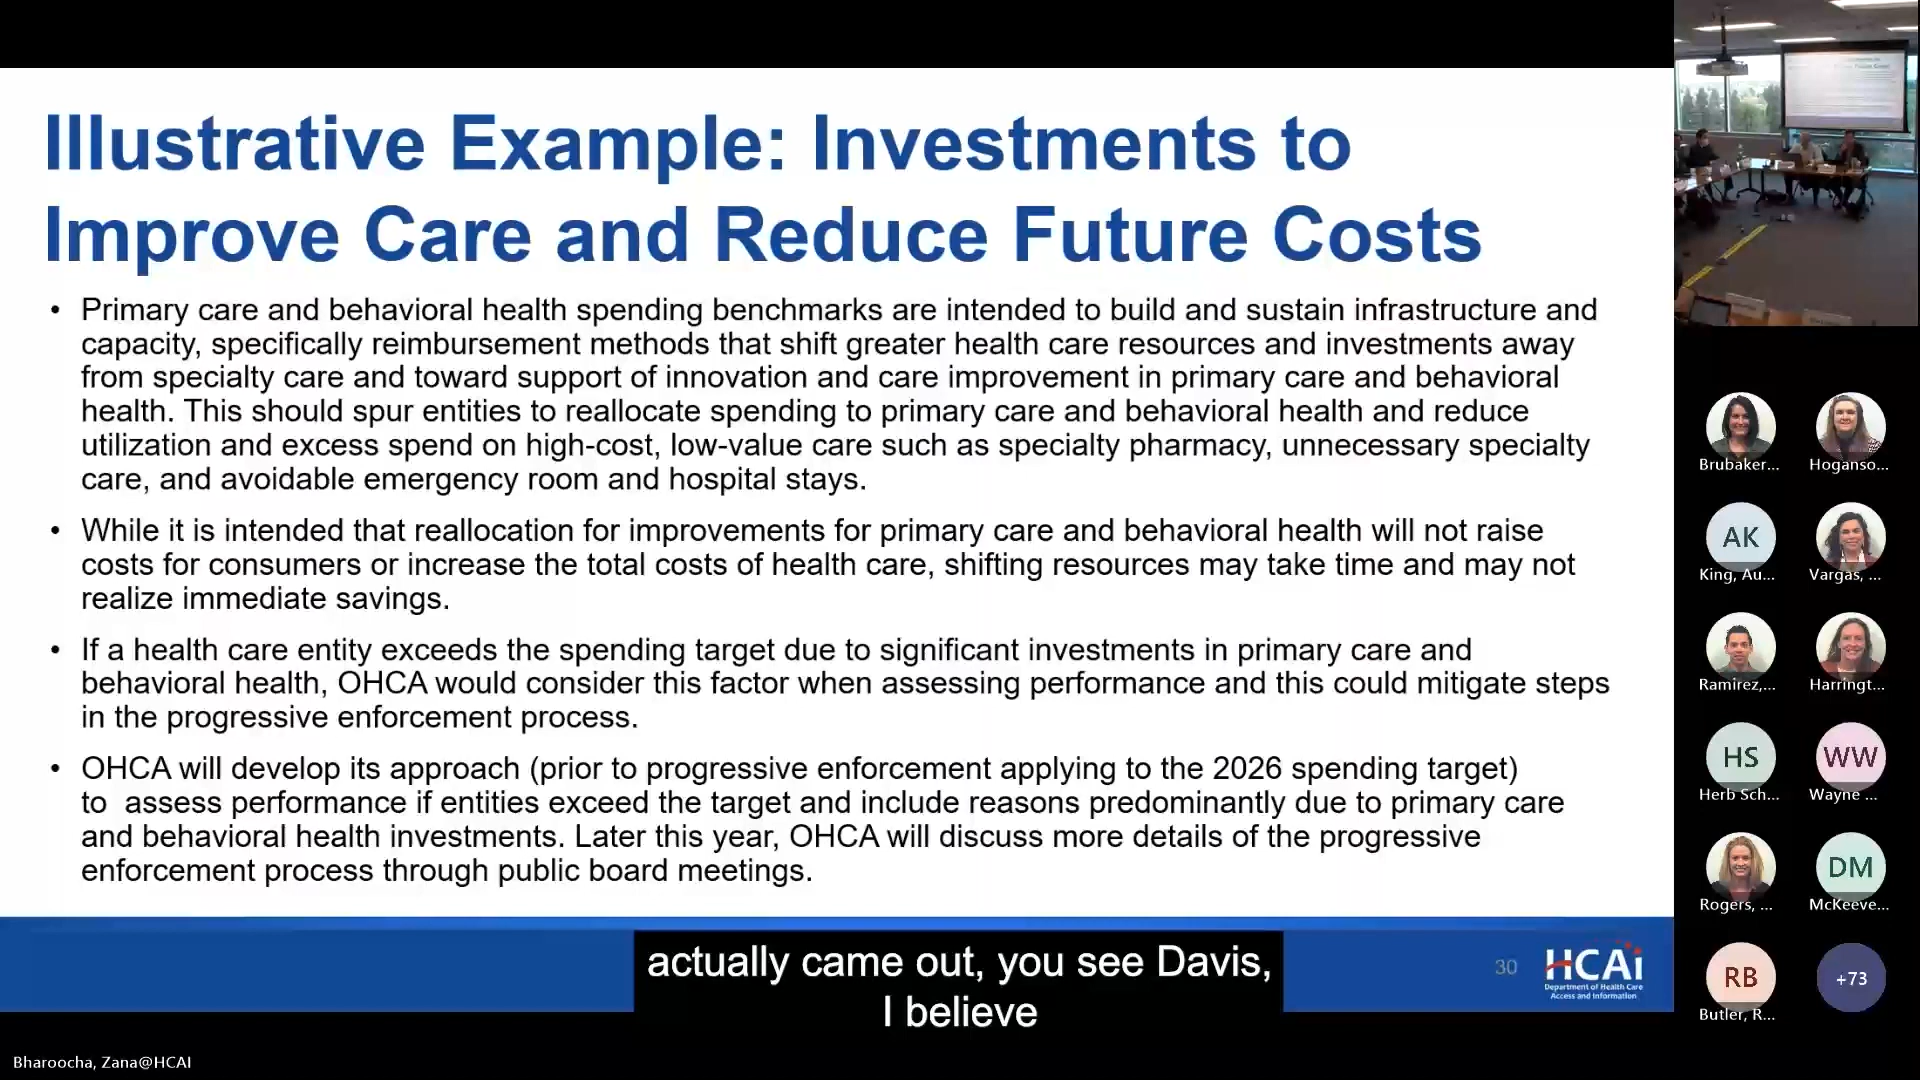 Illustrative Example: Investments to
Improve Care and Reduce Future Costs
• Primary care and behavioral health spending benchmarks are intended to build and sustain infrastructure and
capacity, specifically reimbursement methods that shift greater health care resources and investments away
from specialty care and toward support of innovation and care improvement in primary care and behavioral
health. This should spur entities to reallocate spending to primary care and behavioral health and reduce
utilization and excess spend on high-cost, low-value care such as specialty pharmacy, unnecessary specialty
care, and avoidable emergency room and hospital stays.
• While it is intended that reallocation for improvements for primary care and behavioral health will not raise
costs for consumers or increase the total costs of health care, shifting resources may take time and may not
realize immediate savings.
• If a health care entity exceeds the spending target due to significant investments in primary care and
behavioral health, OHCA would consider this factor when assessing performance and this could mitigate steps
in the progressive enforcement process.
• OHCA will develop its approach (prior to progressive enforcement applying to the 2026 spending target)
to  assess performance if entities exceed the target and include reasons predominantly due to primary care
and behavioral health investments. Later this year, OHCA will discuss more details of the progressive
enforcement process through public board meetings.
30
HCAi
Department of Health Care
Access and Information
actually came out, you see Davis,
I believe
Bharoocha, Zana@HCAI
Brubaker...
Hoganso...
AK
King, Au...
Vargas, ...
Ramirez,...
Harringt...
HS
Herb Sch...
WW
Wayne ...
Rogers, ...
DM
McKeeve...
RB
Butler, R...
+73